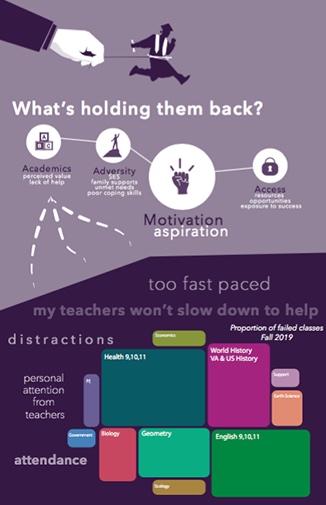 What's holding them back?
Academics
perceived value
lack of help
Adversity
SES
family supports
unmet needs
poor coping skills
Motivation
aspiration
Access
resources
opportunities
exposure to success
A
B C
too fast paced
my teachers won't slow down to help
distractions
Proportion of failed classes
Fall 2019
personal attention
from
teachers
attendance
Economics
Health 9,10,11
World History
VA & US History
PE
Support
Earth Science
Government
Biology
Geometry
English 9,10,11